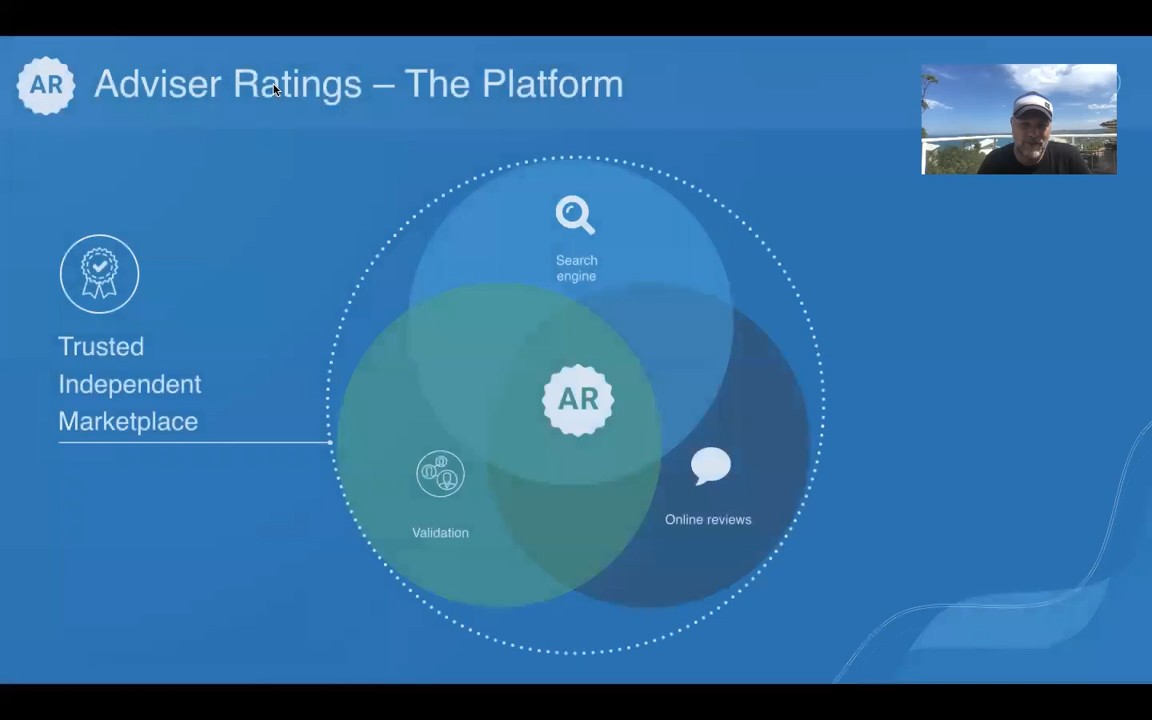 AR
Adviser Ratings – The Platform
Search
engine
Trusted
Independent
Marketplace
AR
Validation
Online reviews